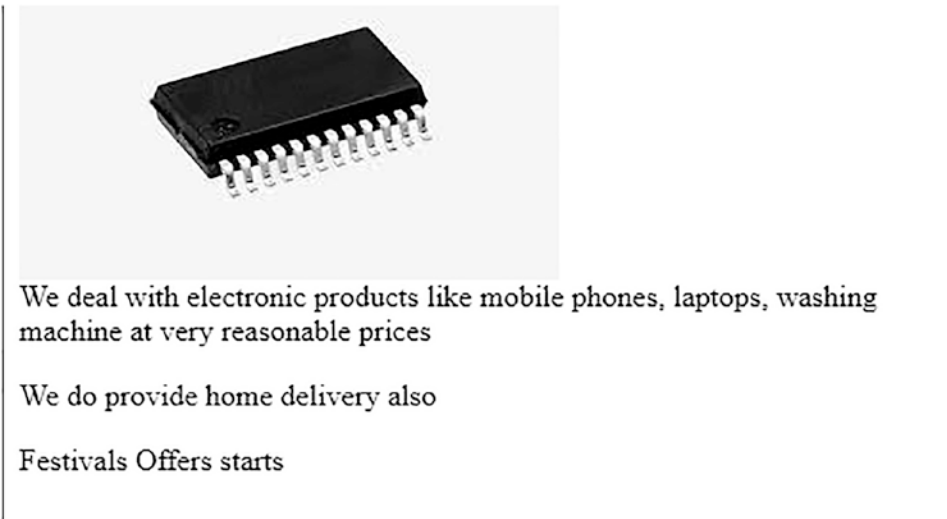 We deal with electronic products like mobile phones, laptops, washing
machine at very reasonable prices
We do provide home delivery also
Festivals Offers starts